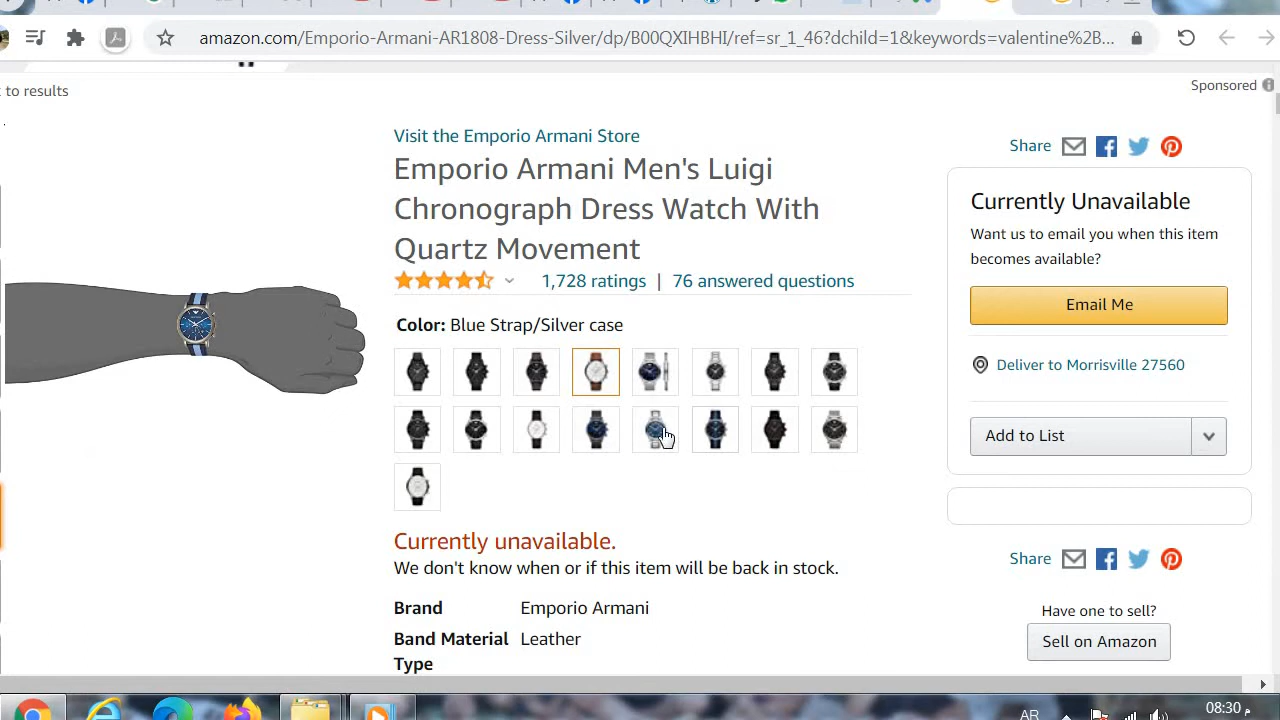 amazon.com/Emporio-Armani-AR1808-Dress-Silver/dp/B00QXIHRHI/ref=sr_1_46?dchild=1&keywords=valentine%2B...
to results
Sponsored
Visit the Emporio Armani Store
Share
Emporio Armani Men's Luigi
Chronograph Dress Watch With
Quartz Movement
1,728 ratings | 76 answered questions
Color: Blue Strap/Silver case
Currently Unavailable
Want us to email you when this item
becomes available?
Email Me
Deliver to Morrisville 27560
Add to List
Currently unavailable.
We don't know when or if this item will be back in stock.
Brand Emporio Armani
Band Material Leather
Type
Share
Have one to sell?
Sell on Amazon
AR
08:30 م